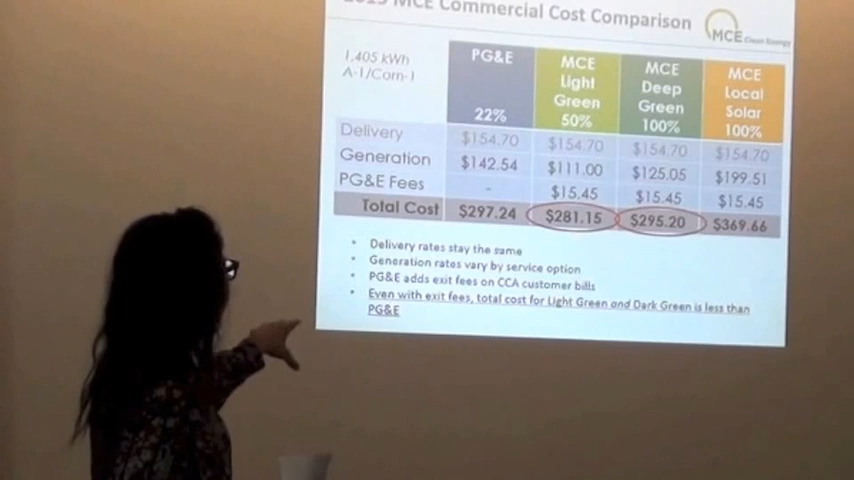 2015 MCE Commercial Cost Comparison
MCE Clean Energy
1,405 kWh
A-1/Com-1
PG&E
22%
MCE
Light
Green
50%
MCE
Deep
Green
100%
MCE
Local
Solar
100%
Delivery $154.70 $154.70 $154.70 $154.70
Generation $142.54 $111.00 $125.05 $199.51
PG&E Fees - $15.45 $15.45 $15.45
Total Cost $297.24 $281.15 $295.20 $369.66
• Delivery rates stay the same
• Generation rates vary by service option
• PG&E adds exit fees on CCA customer bills
• Even with exit fees, total cost for Light Green and Dark Green is less than
PG&E